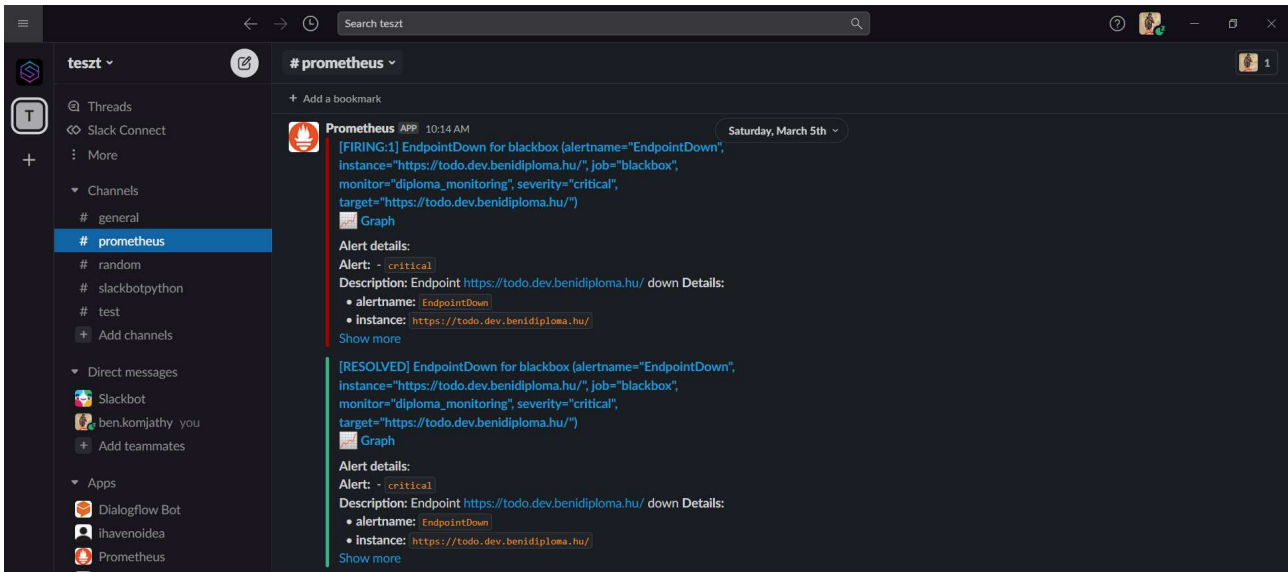 Search teszt
teszt
Threads
Slack Connect
More
Channels
# general
# prometheus
# random
# slackbotpython
# test
+ Add channels
Direct messages
Slackbot
ben.komjathy you
+ Add teammates
Apps
Dialogflow Bot
ihavenoidea
Prometheus
T
+
# prometheus
1
+ Add a bookmark
Saturday, March 5th
Prometheus APP 10:14 AM
[FIRING:1] EndpointDown for blackbox (alertname="EndpointDown",
instance="https://todo.dev.benidiploma.hu/", job="blackbox",
monitor="diploma_monitoring", severity="critical",
target="https://todo.dev.benidiploma.hu/")
Graph
Alert details:
Alert: - critical
Description: Endpoint https://todo.dev.benidiploma.hu/ down Details:
• alertname: EndpointDown
• instance: https://todo.dev.benidiploma.hu/
Show more
[RESOLVED] EndpointDown for blackbox (alertname="EndpointDown",
instance="https://todo.dev.benidiploma.hu/", job="blackbox",
monitor="diploma_monitoring", severity="critical",
target="https://todo.dev.benidiploma.hu/")
Graph
Alert details:
Alert: - critical
Description: Endpoint https://todo.dev.benidiploma.hu/ down Details:
• alertname: EndpointDown
• instance: https://todo.dev.benidiploma.hu/
Show more